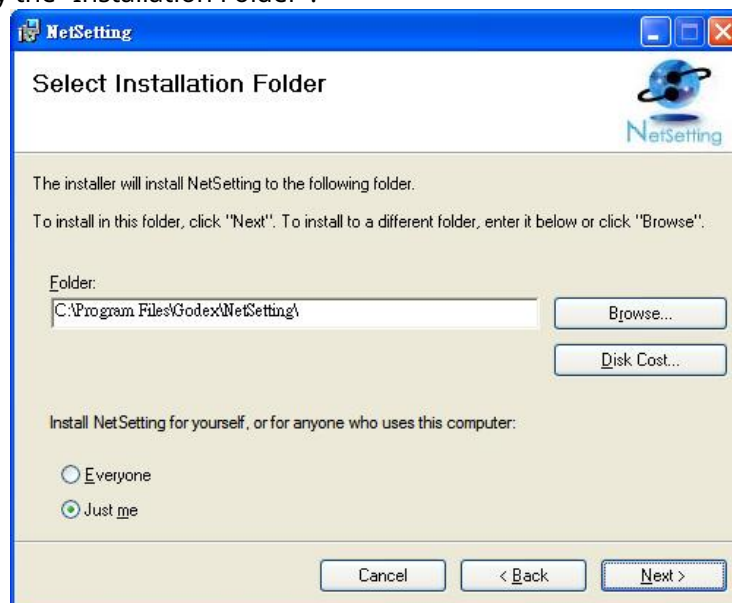 the "Installation Folder".
NetSetting
Select Installation Folder
NetSetting
The installer will install NetSetting to the following folder.
To install in this folder, click "Next". To install to a different folder, enter it below or click "Browse".
Folder:
C:\Program Files\Godex\NetSetting\
Browse...
Disk Cost...
Install NetSetting for yourself, or for anyone who uses this computer:
Everyone
Just me
Cancel
< Back
Next >